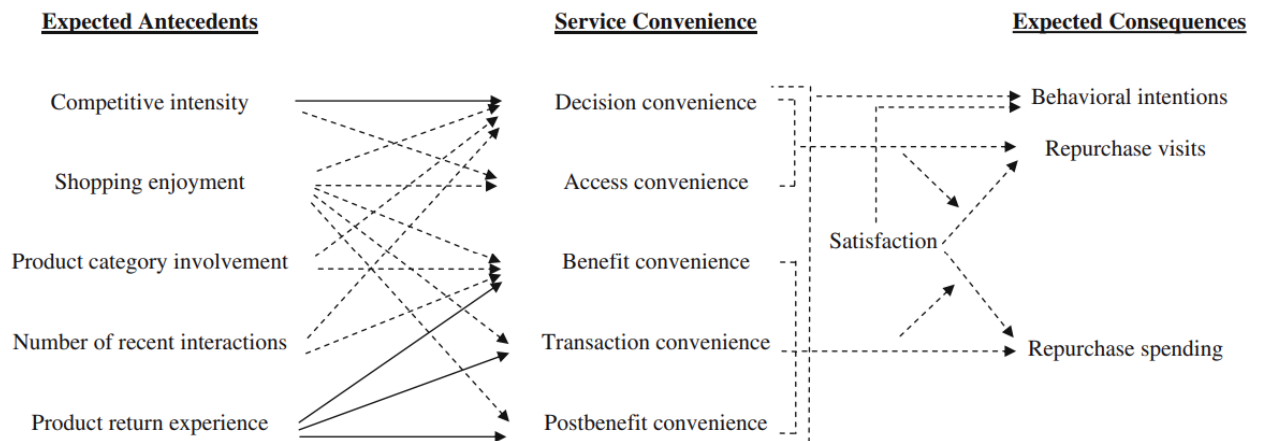 Expected Antecedents
Service Convenience
Expected Consequences
Competitive intensity
Decision convenience
Behavioral intentions
Repurchase visits
Shopping enjoyment
Access convenience
Satisfaction
Product category involvement
Benefit convenience
Number of recent interactions
Transaction convenience
Repurchase spending
Product return experience
Postbenefit convenience